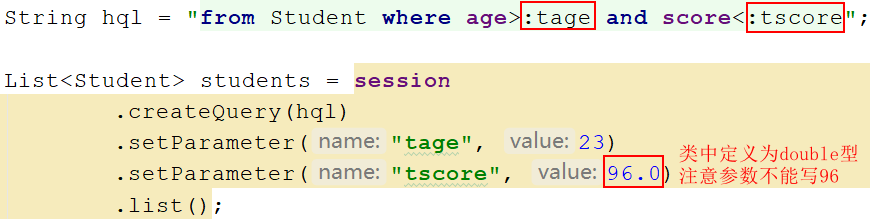 String hql = "from Student where age>:tage and score<:tscore";
List<Student> students = session
.createQuery(hql)
.setParameter( name: "tage", value: 23)
.setParameter( name: "tscore", value: 96.0) 类中定义为double型
注意参数不能写96
.list();